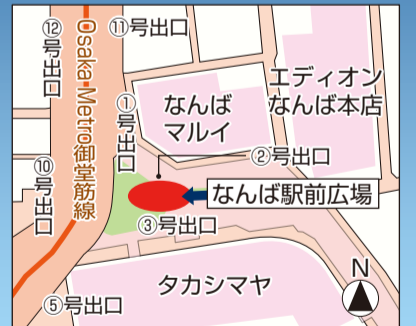 ⑫号出口
⑪号出口
Osaka Metro御堂筋線
①号出口
なんば
マルイ
エディオン
なんば本店
②号出口
⑩号出口
なんば駅前広場
③号出口
タカシマヤ
⑤号出口
N